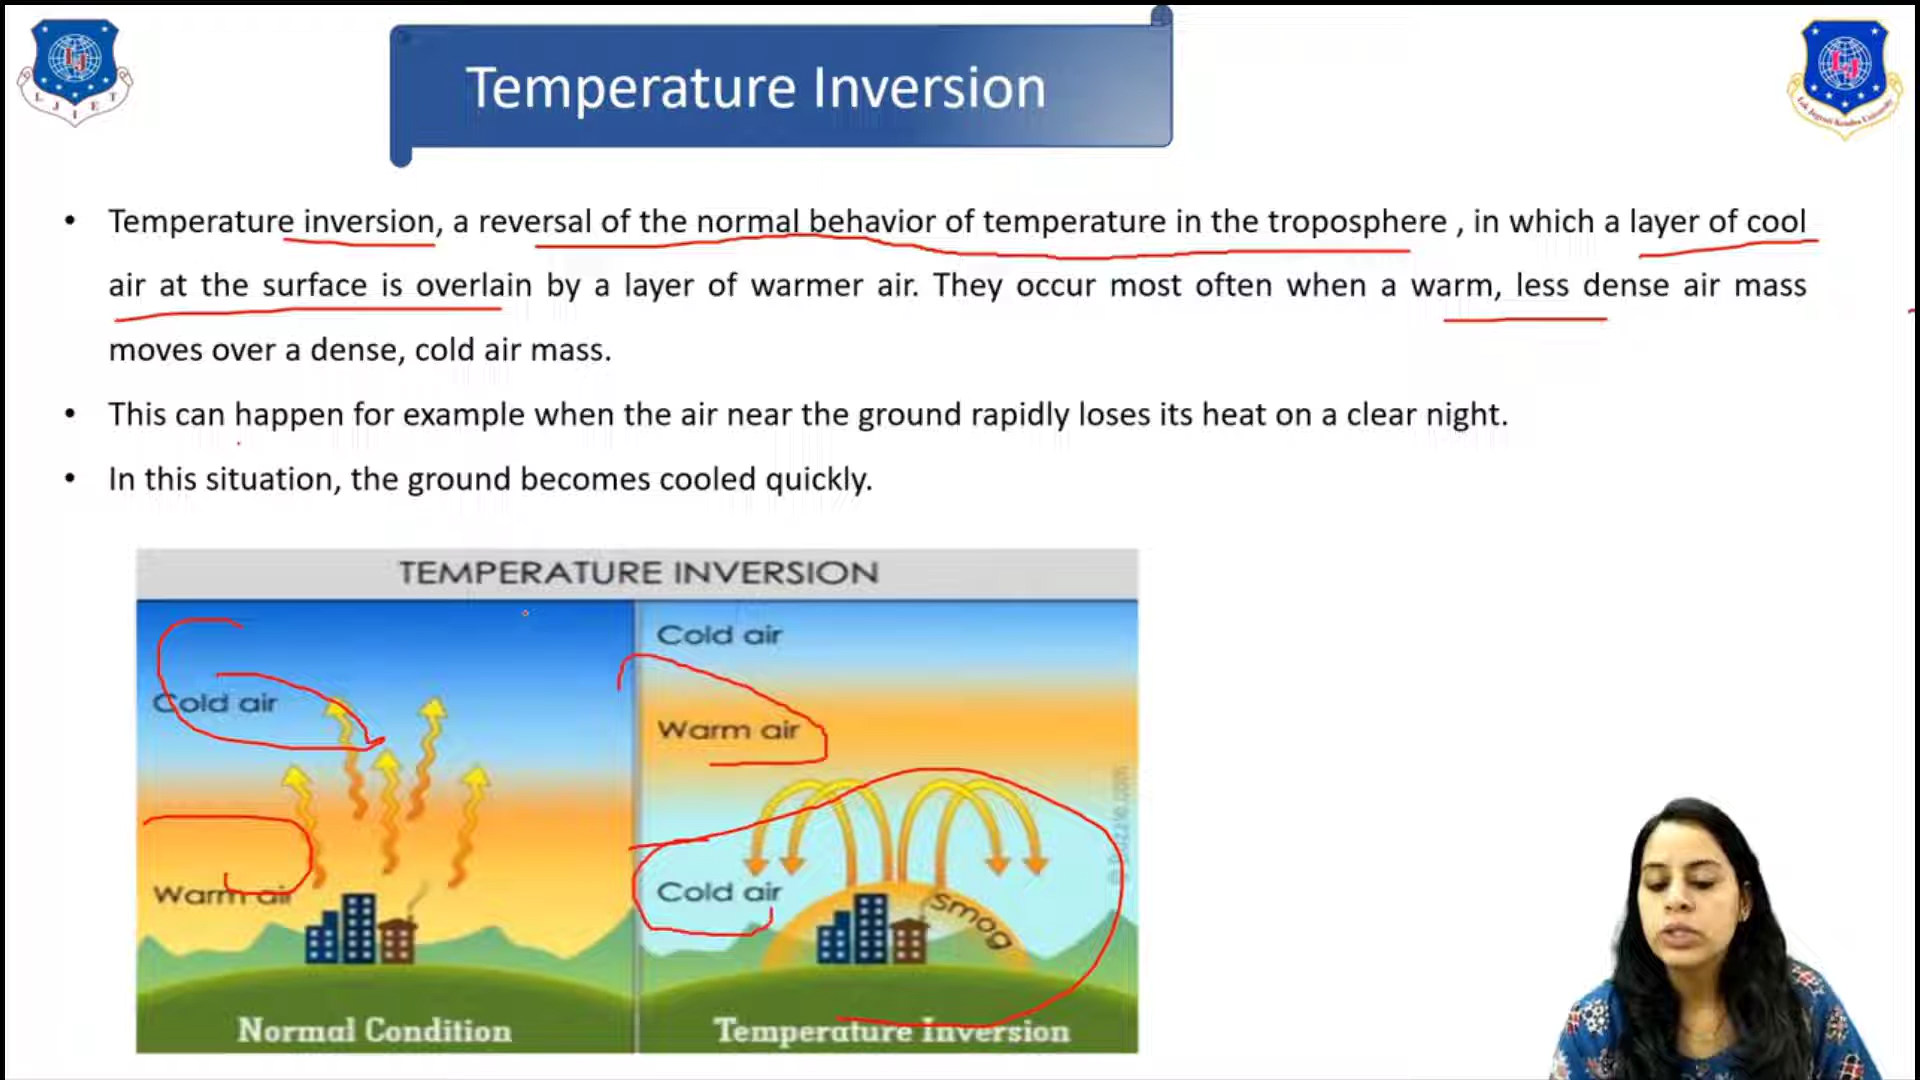 Temperature Inversion
• Temperature inversion, a reversal of the normal behavior of temperature in the troposphere , in which a layer of cool
air at the surface is overlain by a layer of warmer air. They occur most often when a warm, less dense air mass
moves over a dense, cold air mass.
• This can happen for example when the air near the ground rapidly loses its heat on a clear night.
• In this situation, the ground becomes cooled quickly.
TEMPERATURE INVERSION
Cold air
Cold air
Warm air
Warm air
Cold air
smog
Normal Condition
Temperature Inversion
L J I E T
LJ
LJ